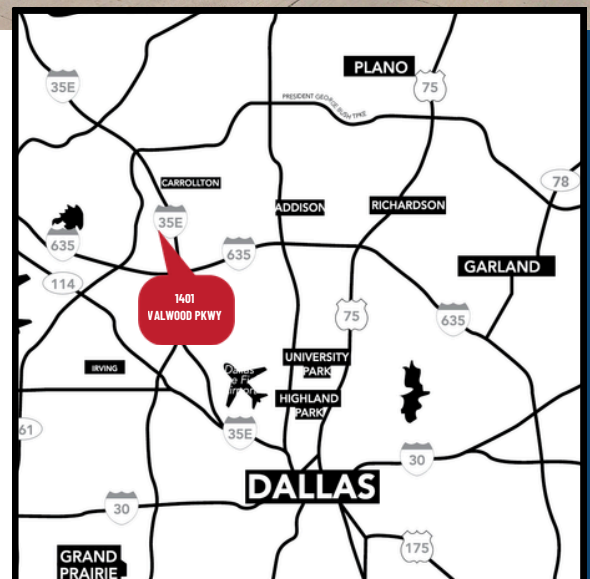 PLANO
35E
75
PRESIDENT GEORGE BUSH TPKE
78
CARROLLTON
ADDISON
RICHARDSON
35E
635
635
GARLAND
114
1401
VALWOOD PKWY
75
635
UNIVERSITY
PARK
IRVING
Dallas
HIGHLAND
PARK
61
35E
30
DALLAS
30
175
GRAND
PRAIRIE